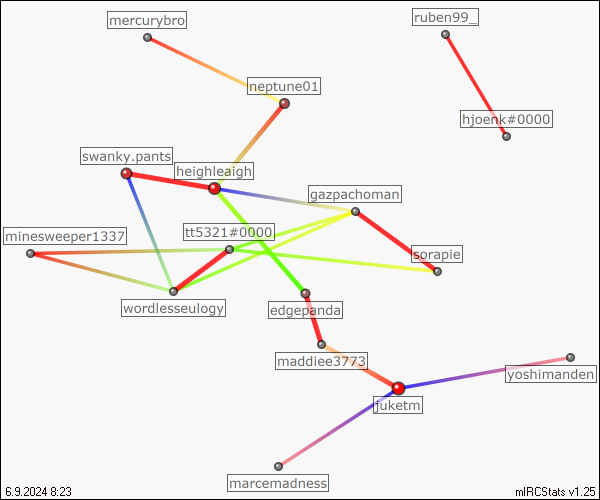 mercurybro
ruben99_
neptune01
hjoenk#0000
swanky.pants
heighleaigh
gazpachoman
minesweeper1337
tt5321#0000
sorapie
wordlesseulogy
edgepanda
maddiee3773
yoshimanden
juketm
marcemadness
6.9.2024 8:23
mIRCStats v1.25